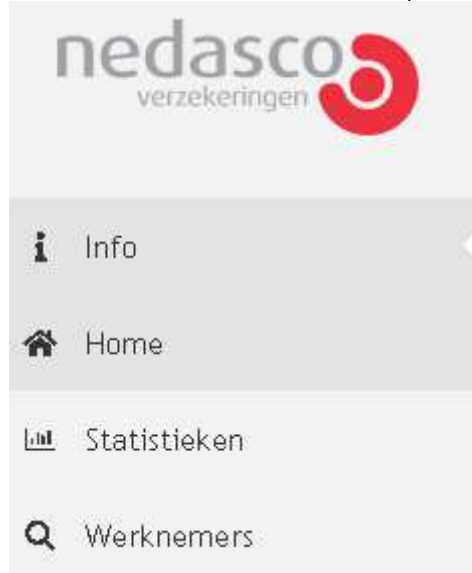 nedasco
verzekeringen
Info
Home
Statistieken
Werknemers